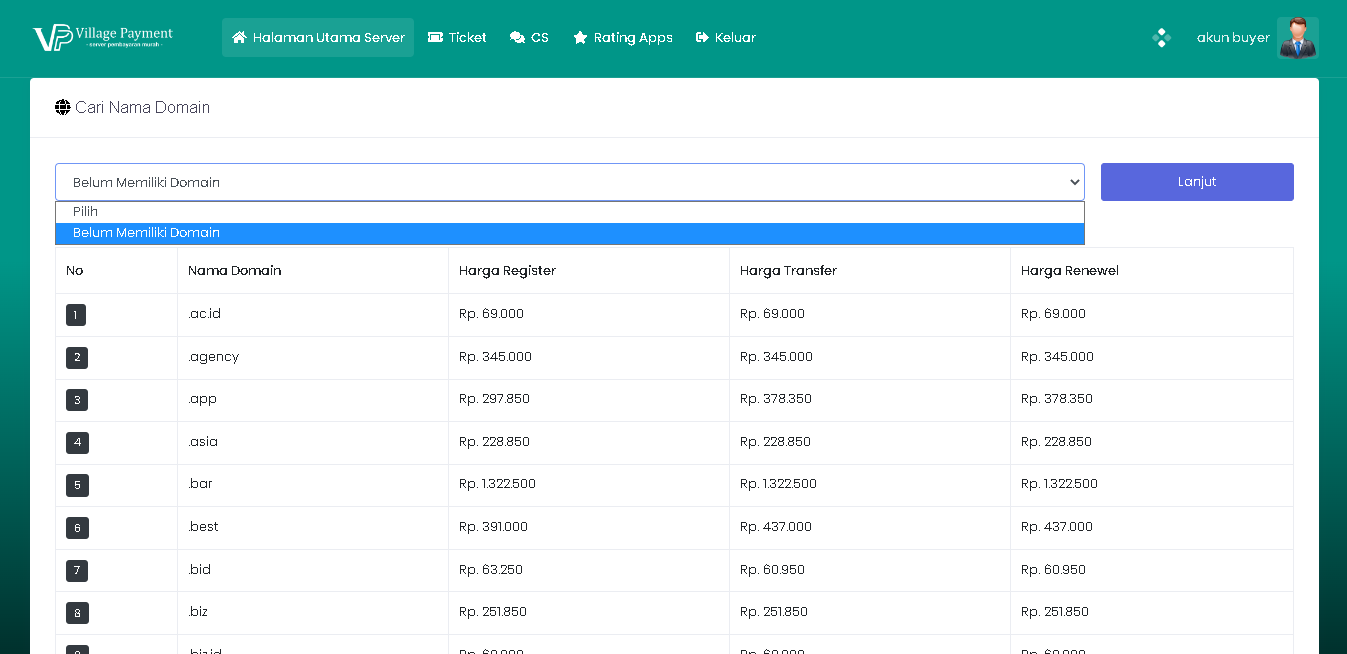 VP Village Payment
- server pembayaran murah -
Halaman Utama Server Ticket CS Rating Apps Keluar akun buyer
Cari Nama Domain
Belum Memiliki Domain Lanjut
Pilih
Belum Memiliki Domain
No Nama Domain Harga Register Harga Transfer Harga Renewel
1 .ac.id Rp. 69.000 Rp. 69.000 Rp. 69.000
2 .agency Rp. 345.000 Rp. 345.000 Rp. 345.000
3 .app Rp. 297.850 Rp. 378.350 Rp. 378.350
4 .asia Rp. 228.850 Rp. 228.850 Rp. 228.850
5 .bar Rp. 1.322.500 Rp. 1.322.500 Rp. 1.322.500
6 .best Rp. 391.000 Rp. 437.000 Rp. 437.000
7 .bid Rp. 63.250 Rp. 60.950 Rp. 60.950
8 .biz Rp. 251.850 Rp. 251.850 Rp. 251.850
.biz.id